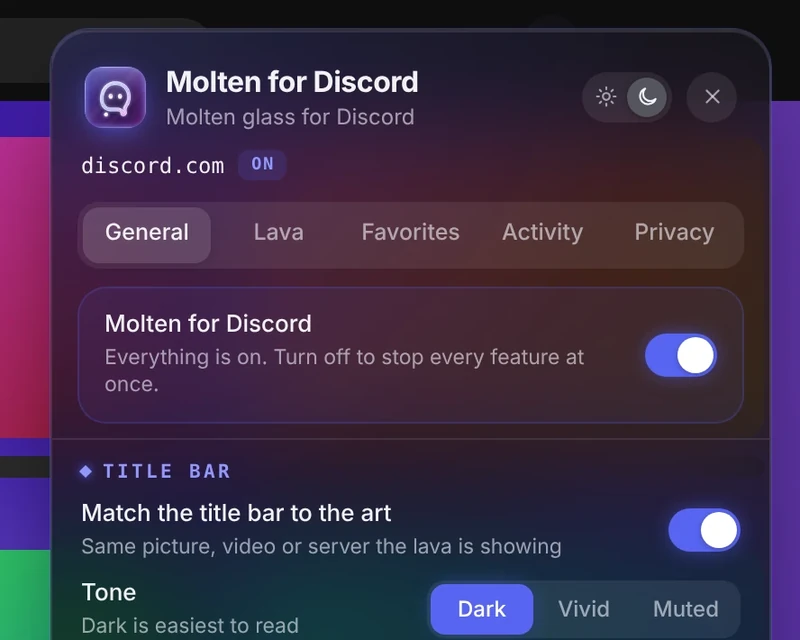 Molten for Discord
Molten glass for Discord
discord.com ON
General Lava Favorites Activity Privacy
Molten for Discord
Everything is on. Turn off to stop every feature at
once.
TITLE BAR
Match the title bar to the art
Same picture, video or server the lava is showing
Tone
Dark is easiest to read
Dark Vivid Muted